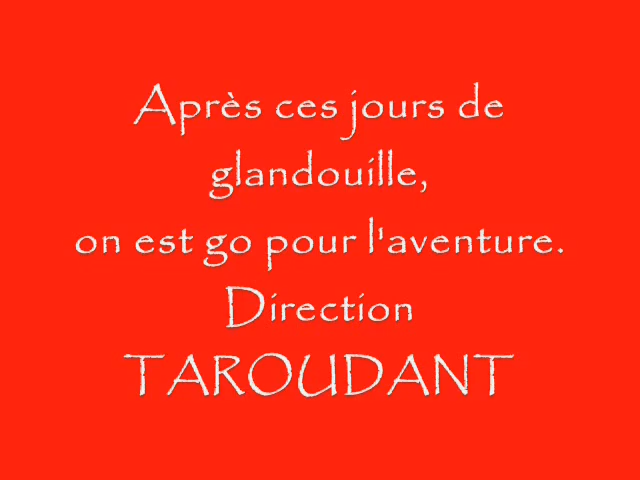 Après ces jours de
glandouille,
on est go pour l'aventure.
Direction
TAROUDANT